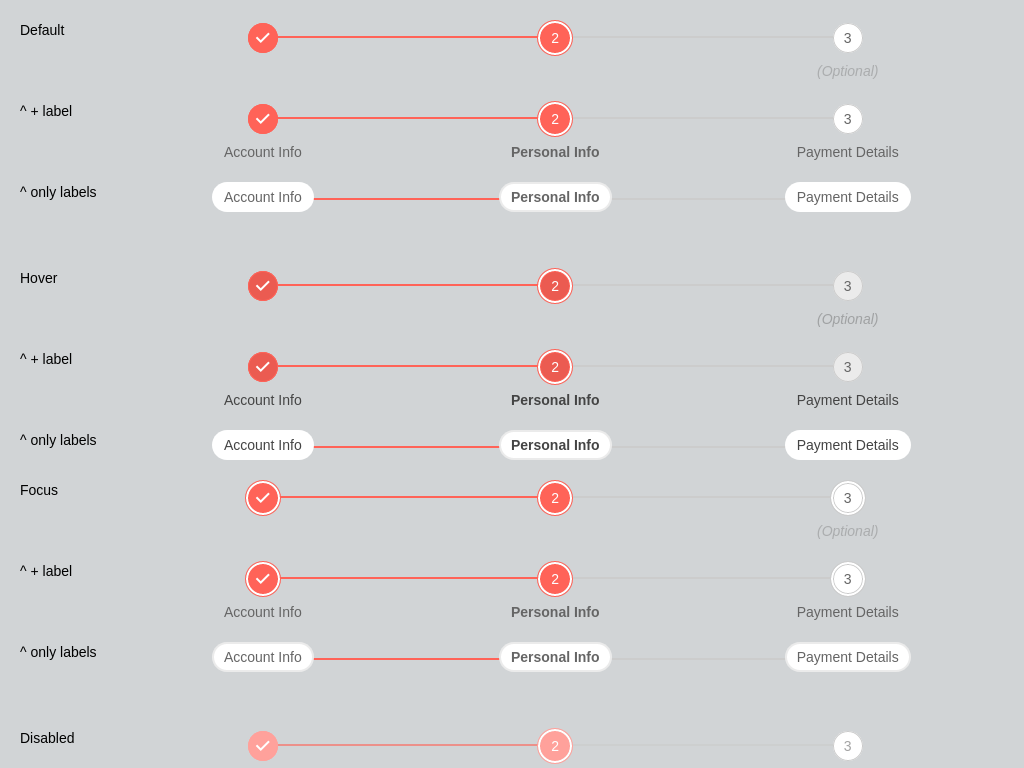 Default
2
3
(Optional)
^ + label
2
3
Account Info
Personal Info
Payment Details
^ only labels
Account Info
Personal Info
Payment Details
Hover
2
3
(Optional)
^ + label
2
3
Account Info
Personal Info
Payment Details
^ only labels
Account Info
Personal Info
Payment Details
Focus
2
3
(Optional)
^ + label
2
3
Account Info
Personal Info
Payment Details
^ only labels
Account Info
Personal Info
Payment Details
Disabled
2
3